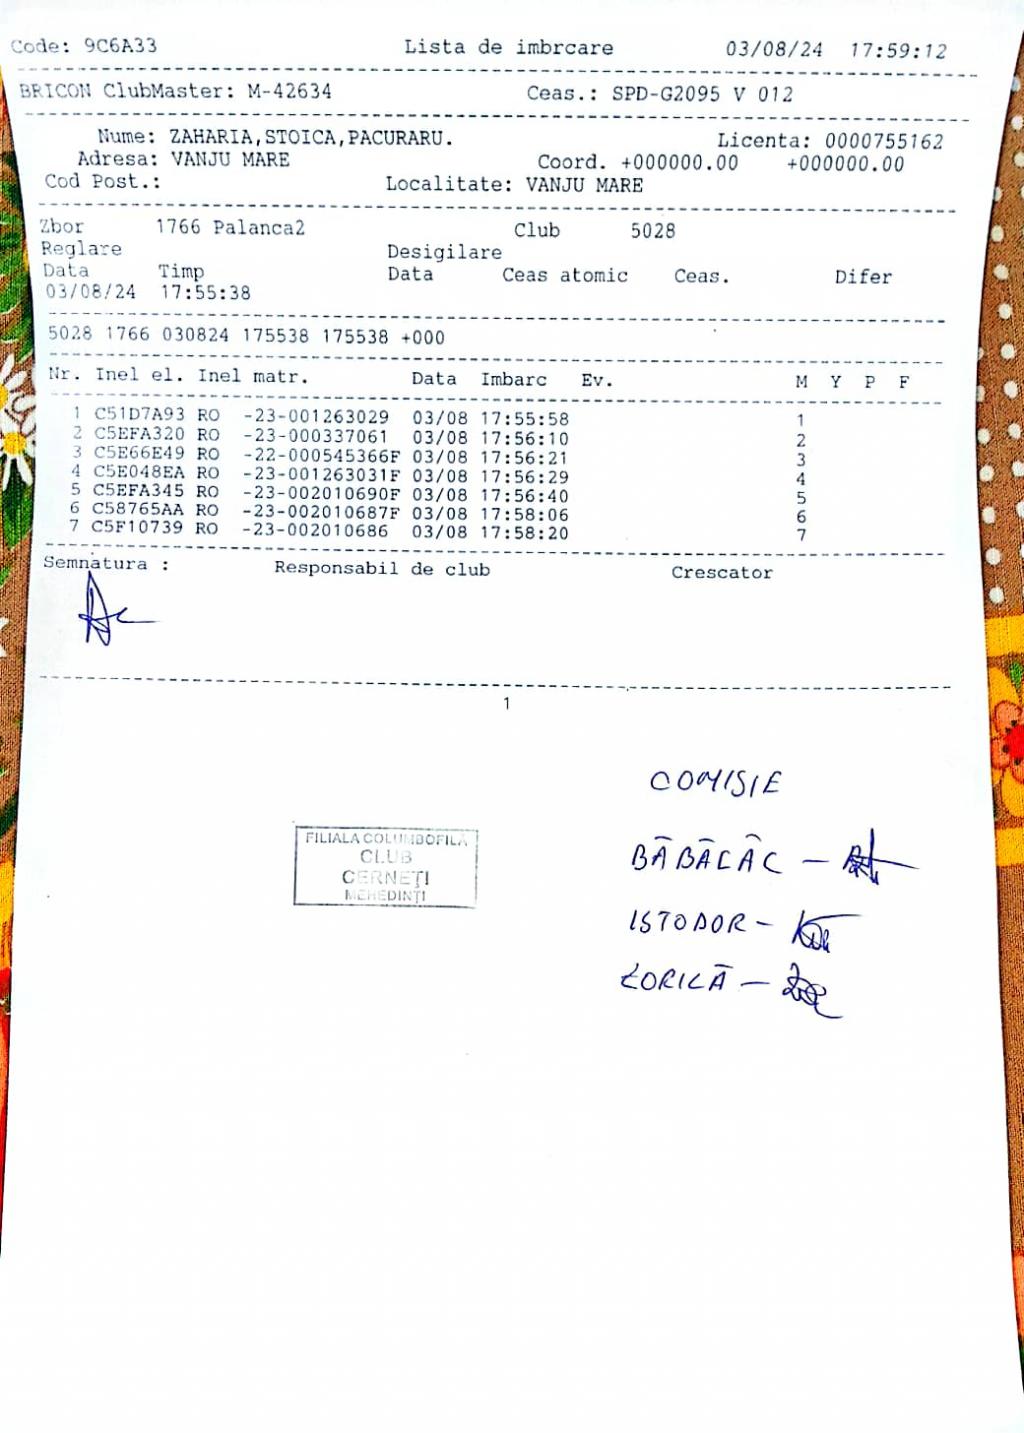 Code: 9C6A33 Lista de imbrcare 03/08/24 17:59:12
BRICON ClubMaster: M-42634 Ceas.: SPD-G2095 V 012
Nume: ZAHARIA,STOICA,PACURARU. Licenta: 0000755162
Adresa: VANJU MARE Coord. +000000.00 +000000.00
Cod Post.: Localitate: VANJU MARE
Zbor 1766 Palanca2 Club 5028
Reglare Desigilare
Data Timp Data Ceas atomic Ceas. Difer
03/08/24 17:55:38
5028 1766 030824 175538 175538 +000
Nr. Inel el. Inel matr. Data Imbarc Ev. M Y P F
1 C51D7A93 RO -23-001263029 03/08 17:55:58 1
2 C5EFA320 RO -23-000337061 03/08 17:56:10 2
3 C5E66E49 RO -22-000545366F 03/08 17:56:21 3
4 C5E048EA RO -23-001263031F 03/08 17:56:29 4
5 C5EFA345 RO -23-002010690F 03/08 17:56:40 5
6 C58765AA RO -23-002010687F 03/08 17:58:06 6
7 C5F10739 RO -23-002010686 03/08 17:58:20 7
Semnatura : Responsabil de club Crescator
1
COMISIE
BĂBĂLÂC –
ISTODOR –
ZORILĂ –
FILIALA COLUMBOFILĂ
CLUB
CERNEȚI
MEHEDINȚI